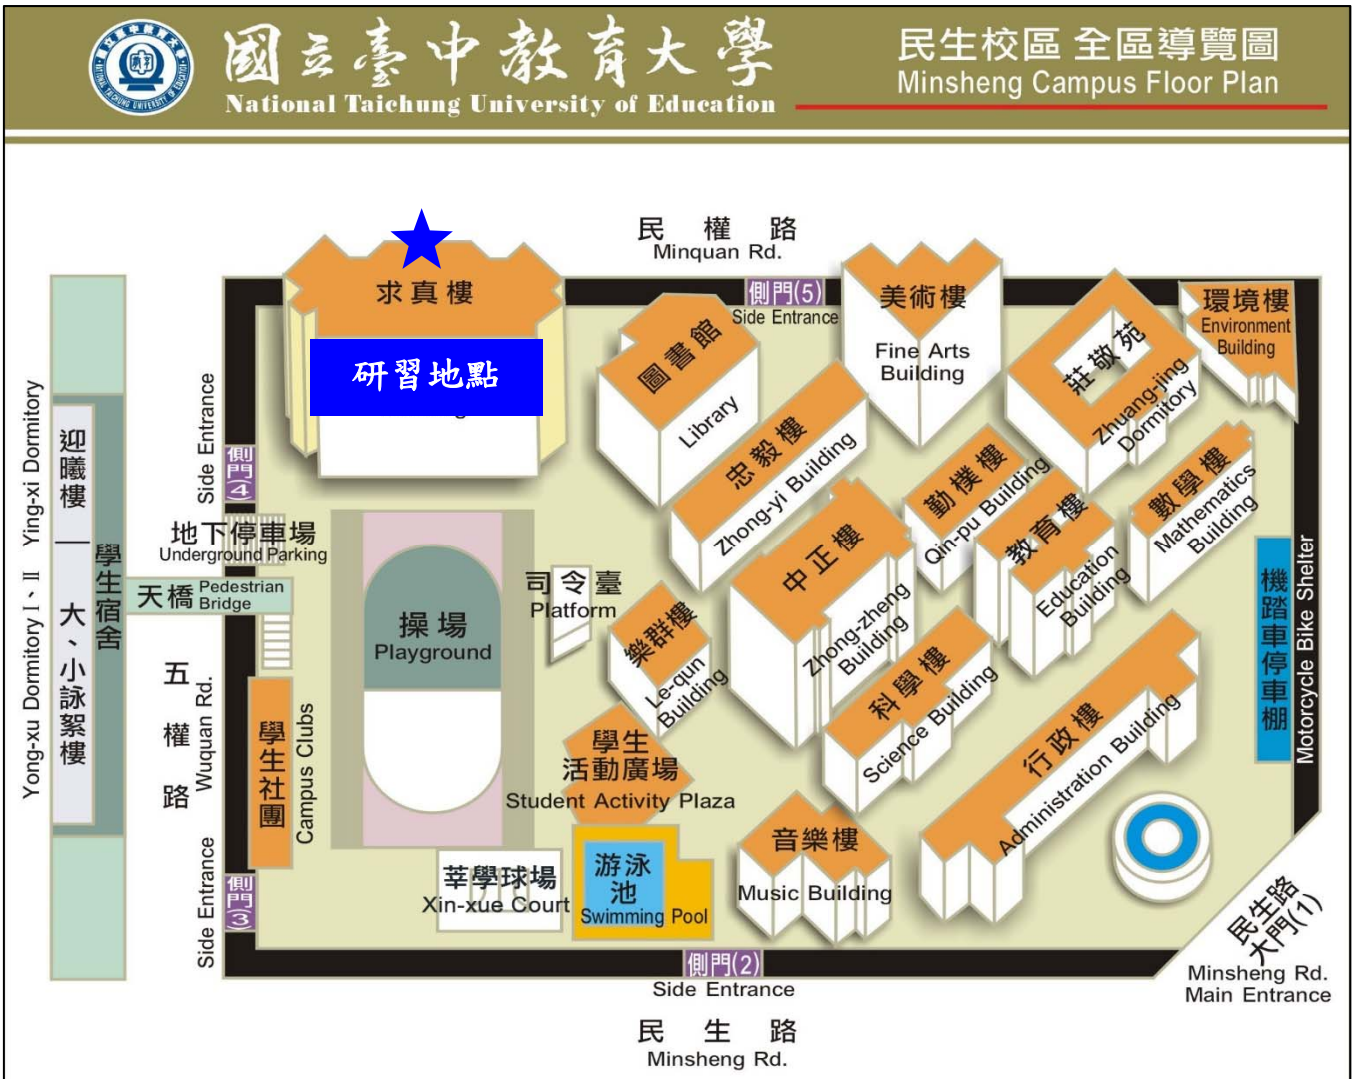 國立臺中教育大學
National Taichung University of Education
民生校區 全區導覽圖
Minsheng Campus Floor Plan
民權路
Minquan Rd.
求真樓
研習地點
側門(5)
Side Entrance
美術樓
Fine Arts
Building
環境樓
Environment
Building
莊敬苑
Zhuang-jing
Dormitory
圖書館
Library
忠毅樓
Zhong-yi Building
勤樸樓
Qin-pu Building
教育樓
Education
Building
數學樓
Mathematics
Building
中正樓
Zhong-zheng
Building
側門(4)
Side Entrance
地下停車場
Underground Parking
天橋
Pedestrian
Bridge
迎曦樓
Ying-xi Dormitory
大、小詠絮樓
Yong-xu Dormitory I、II
學生宿舍
五權路
Wuquan Rd.
操場
Playground
司令臺
Platform
樂群樓
Le-qun
Building
科學樓
Science Building
行政樓
Administration Building
機踏車停車棚
Motorcycle Bike Shelter
學生社團
Campus Clubs
學生
活動廣場
Student Activity Plaza
音樂樓
Music Building
莘學球場
Xin-xue Court
游泳
池
Swimming Pool
側門(3)
Side Entrance
側門(2)
Side Entrance
民生路
大門(1)
Minsheng Rd.
Main Entrance
民生路
Minsheng Rd.